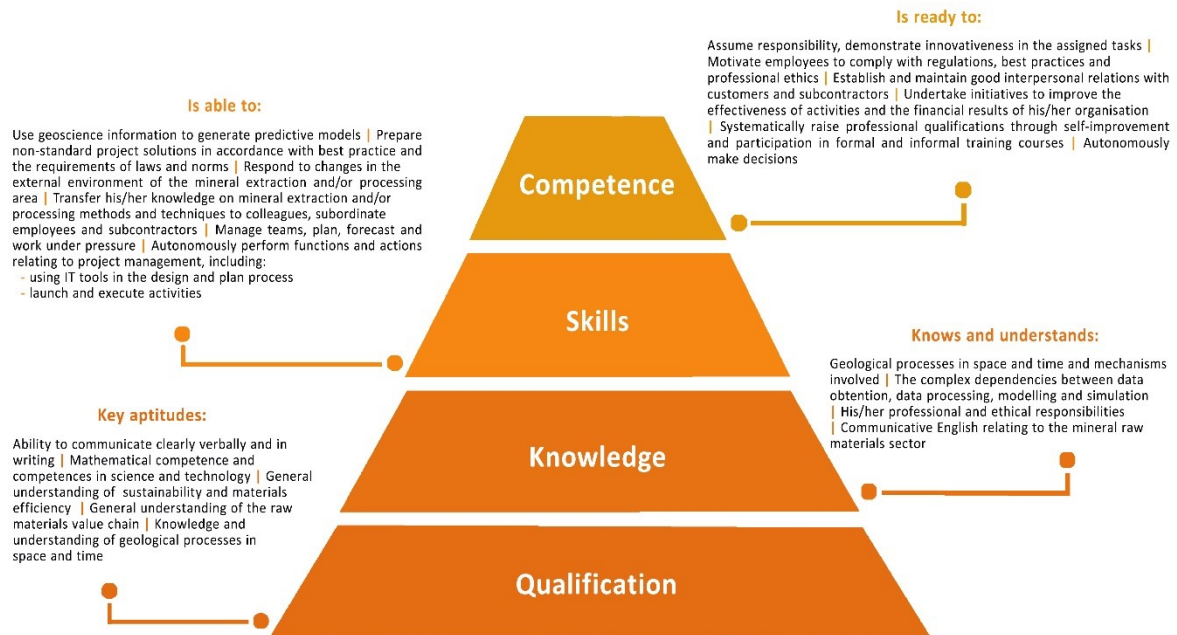 Is ready to:
Assume responsibility, demonstrate innovativeness in the assigned tasks |
Motivate employees to comply with regulations, best practices and
professional ethics | Establish and maintain good interpersonal relations with
customers and subcontractors | Undertake initiatives to improve the
effectiveness of activities and the financial results of his/her organisation
| Systematically raise professional qualifications through self-improvement
and participation in formal and informal training courses | Autonomously
make decisions
Is able to:
Use geoscience information to generate predictive models | Prepare
non-standard project solutions in accordance with best practice and
the requirements of laws and norms | Respond to changes in the
external environment of the mineral extraction and/or processing
area | Transfer his/her knowledge on mineral extraction and/or
processing methods and techniques to colleagues, subordinate
employees and subcontractors | Manage teams, plan, forecast and
work under pressure | Autonomously perform functions and actions
relating to project management, including:
- using IT tools in the design and plan process
- launch and execute activities
Competence
Skills
Knows and understands:
Geological processes in space and time and mechanisms
involved | The complex dependencies between data
obtention, data processing, modelling and simulation
| His/her professional and ethical responsibilities
| Communicative English relating to the mineral raw
materials sector
Key aptitudes:
Ability to communicate clearly verbally and in
writing | Mathematical competence and
competences in science and technology | General
understanding of sustainability and materials
efficiency | General understanding of the raw
materials value chain | Knowledge and
understanding of geological processes in
space and time
Knowledge
Qualification